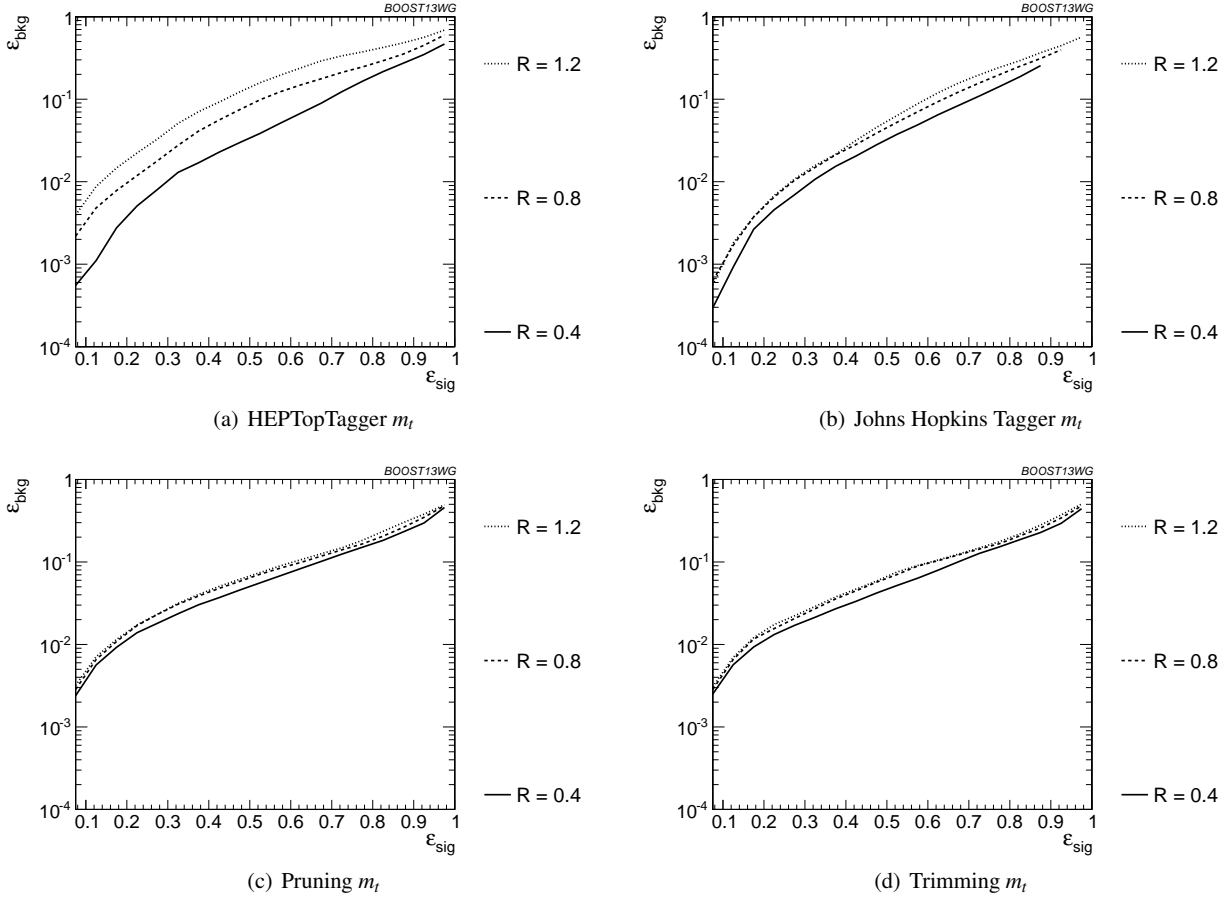 BOOST13WG
ε_bkg
1
10⁻¹
10⁻²
10⁻³
10⁻⁴
0.1 0.2 0.3 0.4 0.5 0.6 0.7 0.8 0.9 1
ε_sig
R = 1.2
R = 0.8
R = 0.4
(a) HEPTopTagger m_t
BOOST13WG
ε_bkg
1
10⁻¹
10⁻²
10⁻³
10⁻⁴
0.1 0.2 0.3 0.4 0.5 0.6 0.7 0.8 0.9 1
ε_sig
R = 1.2
R = 0.8
R = 0.4
(b) Johns Hopkins Tagger m_t
BOOST13WG
ε_bkg
1
10⁻¹
10⁻²
10⁻³
10⁻⁴
0.1 0.2 0.3 0.4 0.5 0.6 0.7 0.8 0.9 1
ε_sig
R = 1.2
R = 0.8
R = 0.4
(c) Pruning m_t
BOOST13WG
ε_bkg
1
10⁻¹
10⁻²
10⁻³
10⁻⁴
0.1 0.2 0.3 0.4 0.5 0.6 0.7 0.8 0.9 1
ε_sig
R = 1.2
R = 0.8
R = 0.4
(d) Trimming m_t